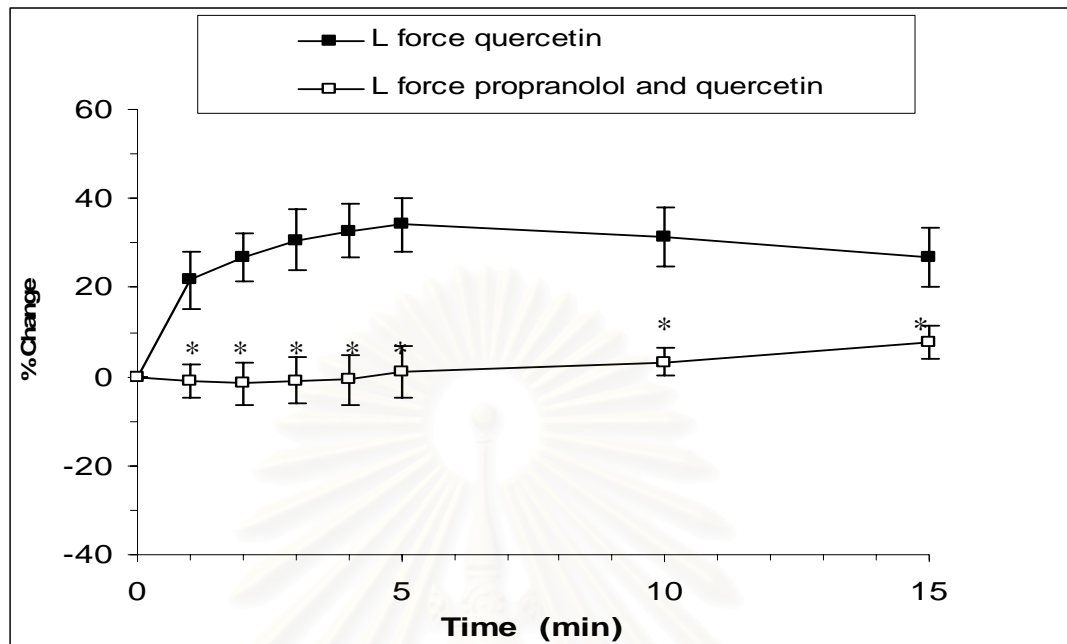 L force quercetin
L force propranolol and quercetin
60
40
20
0
-20
-40
%Change
* * * * * * *
0 5 10 15
Time (min)